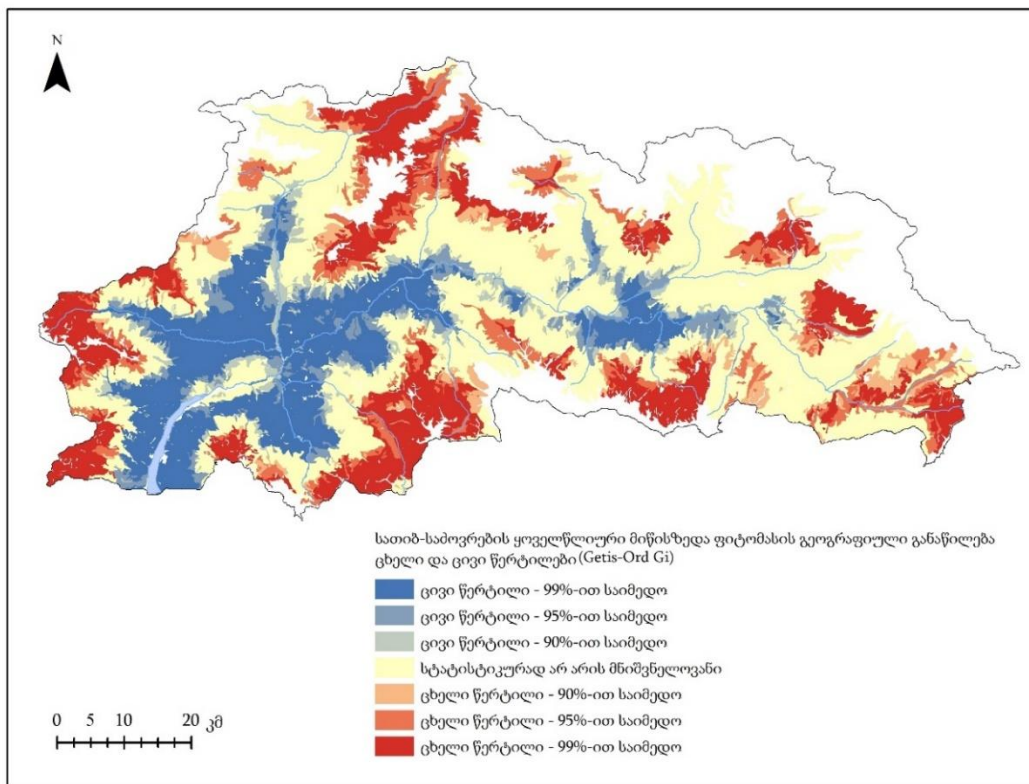 N
სათიბ-საძოვრების ყოველწლიური მიწისზედა ფიტომასის გეოგრაფიული განაწილება
ცხელი და ცივი წერტილები (Getis-Ord Gi)
ცივი წერტილი - 99%-ით საიმედო
ცივი წერტილი - 95%-ით საიმედო
ცივი წერტილი - 90%-ით საიმედო
სტატისტიკურად არ არის მნიშვნელოვანი
ცხელი წერტილი - 90%-ით საიმედო
ცხელი წერტილი - 95%-ით საიმედო
ცხელი წერტილი - 99%-ით საიმედო
0 5 10 20 კმ